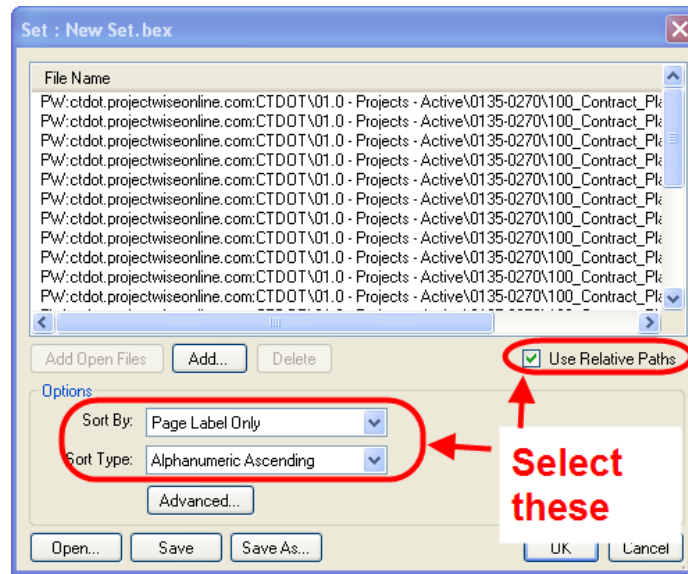 Set : New Set.bex
File Name
PW:ctdot.projectwiseonline.com:CTDOT\01.0 - Projects - Active\0135-0270\100_Contract_Pla
PW:ctdot.projectwiseonline.com:CTDOT\01.0 - Projects - Active\0135-0270\100_Contract_Pla
PW:ctdot.projectwiseonline.com:CTDOT\01.0 - Projects - Active\0135-0270\100_Contract_Pla
PW:ctdot.projectwiseonline.com:CTDOT\01.0 - Projects - Active\0135-0270\100_Contract_Pla
PW:ctdot.projectwiseonline.com:CTDOT\01.0 - Projects - Active\0135-0270\100_Contract_Pla
PW:ctdot.projectwiseonline.com:CTDOT\01.0 - Projects - Active\0135-0270\100_Contract_Pla
PW:ctdot.projectwiseonline.com:CTDOT\01.0 - Projects - Active\0135-0270\100_Contract_Pla
PW:ctdot.projectwiseonline.com:CTDOT\01.0 - Projects - Active\0135-0270\100_Contract_Pla
PW:ctdot.projectwiseonline.com:CTDOT\01.0 - Projects - Active\0135-0270\100_Contract_Pla
PW:ctdot.projectwiseonline.com:CTDOT\01.0 - Projects - Active\0135-0270\100_Contract_Pla
PW:ctdot.projectwiseonline.com:CTDOT\01.0 - Projects - Active\0135-0270\100_Contract_Pla
Add Open Files Add... Delete Use Relative Paths
Options
Sort By: Page Label Only
Sort Type: Alphanumeric Ascending
Select
these
Advanced...
Open... Save Save As... OK Cancel